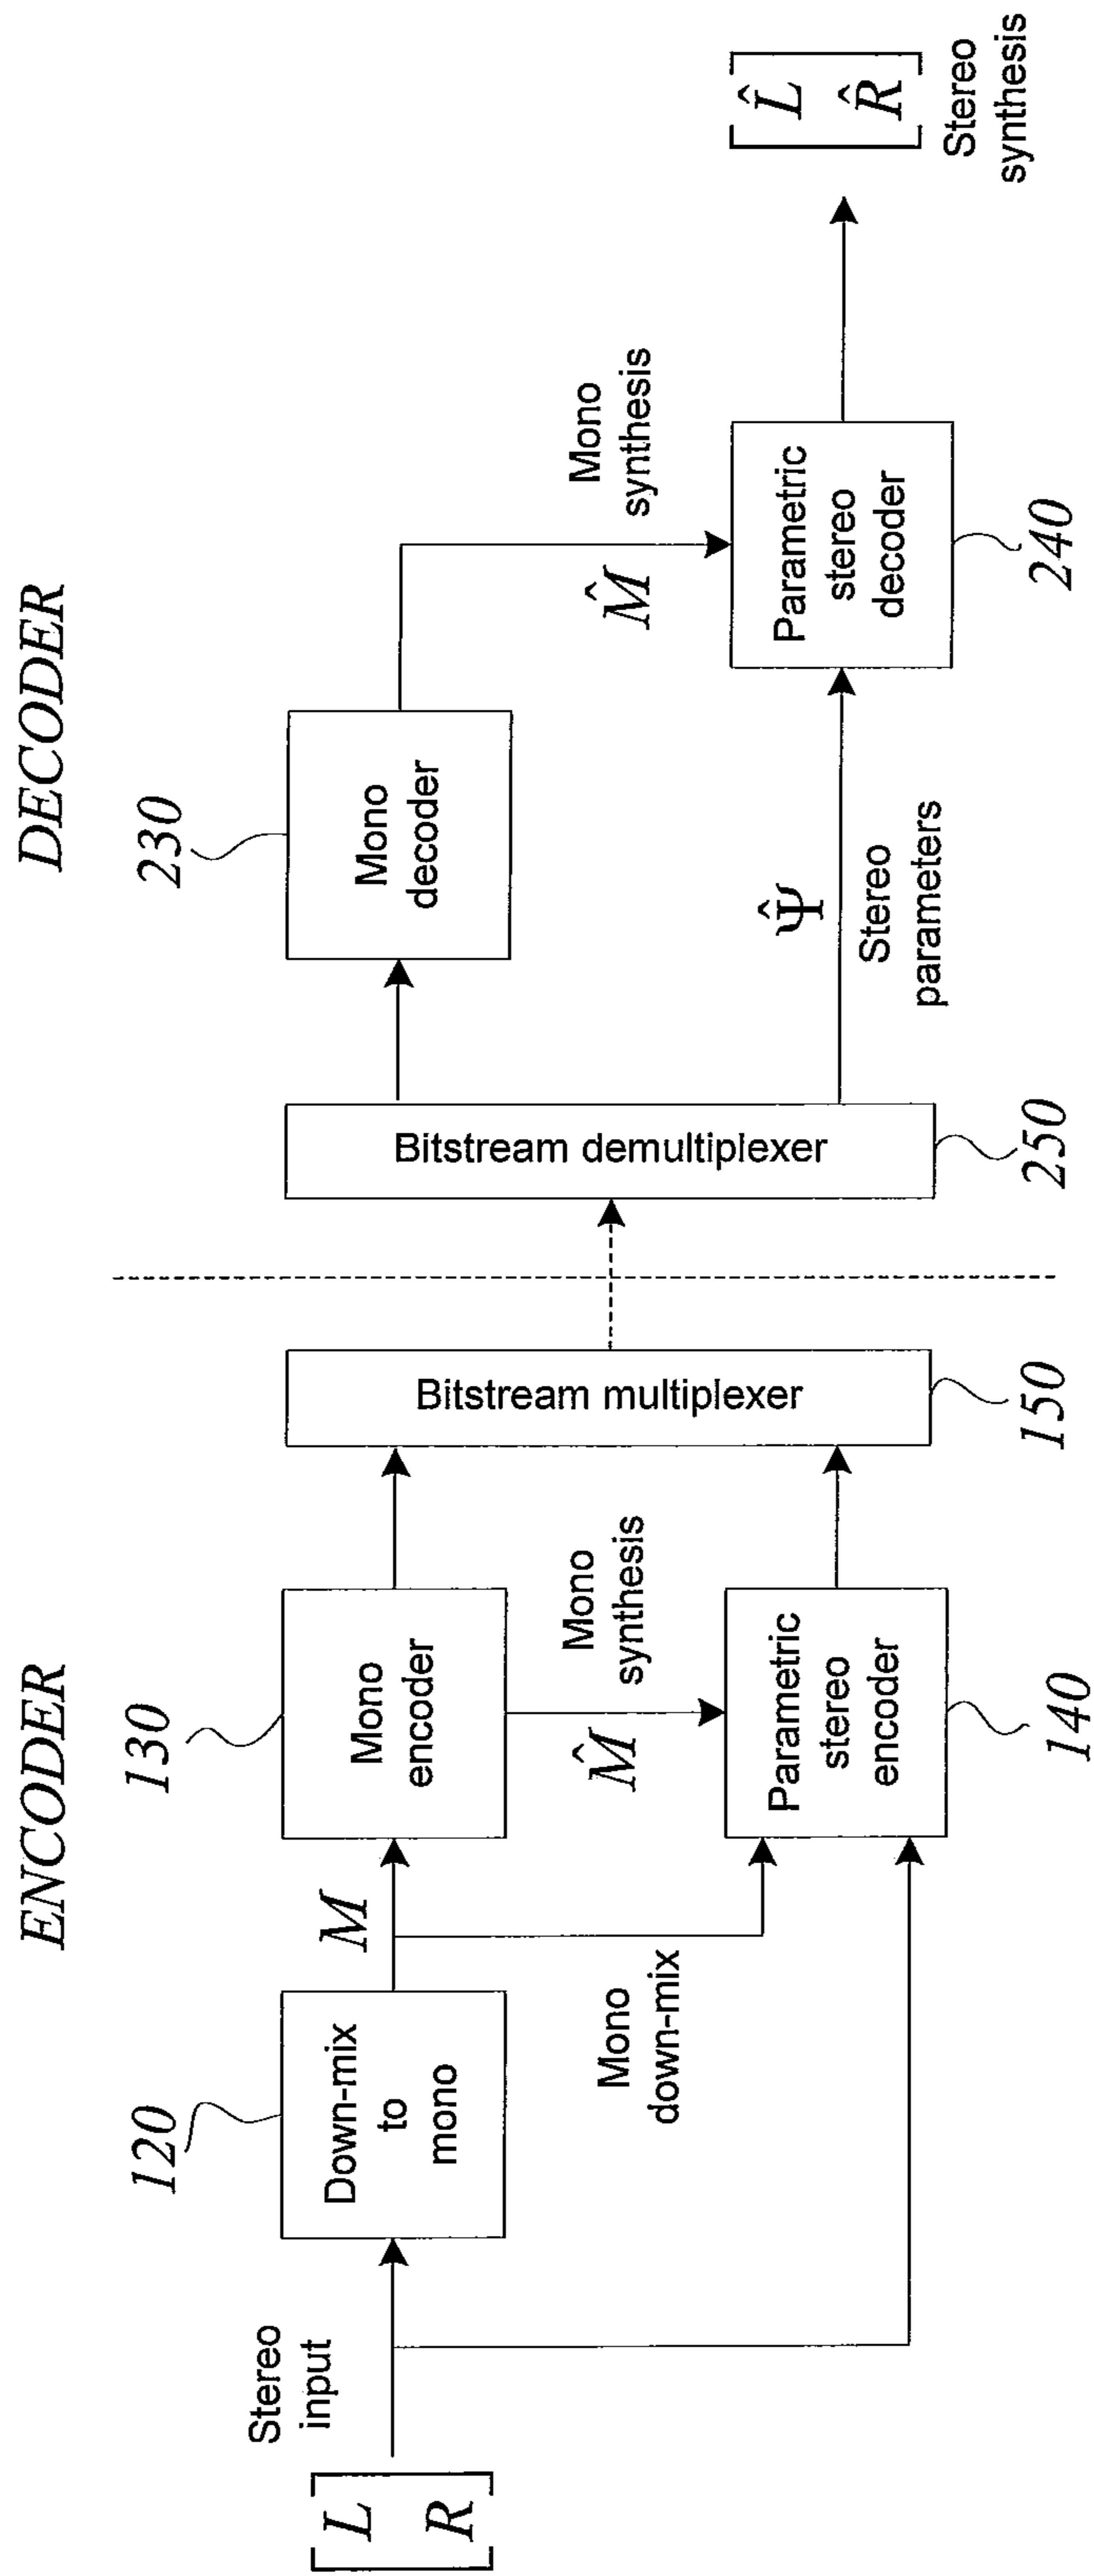 ENCODER
DECODER
Stereo
input
[L
R]
120
Down-mix
to
mono
M
Mono
down-mix
130
Mono
encoder
M̂
Mono
synthesis
Parametric
stereo
encoder
140
Bitstream multiplexer
150
Bitstream demultiplexer
250
230
Mono
decoder
Ψ̂
Stereo
parameters
M̂
Mono
synthesis
Parametric
stereo
decoder
240
[L̂
R̂]
Stereo
synthesis